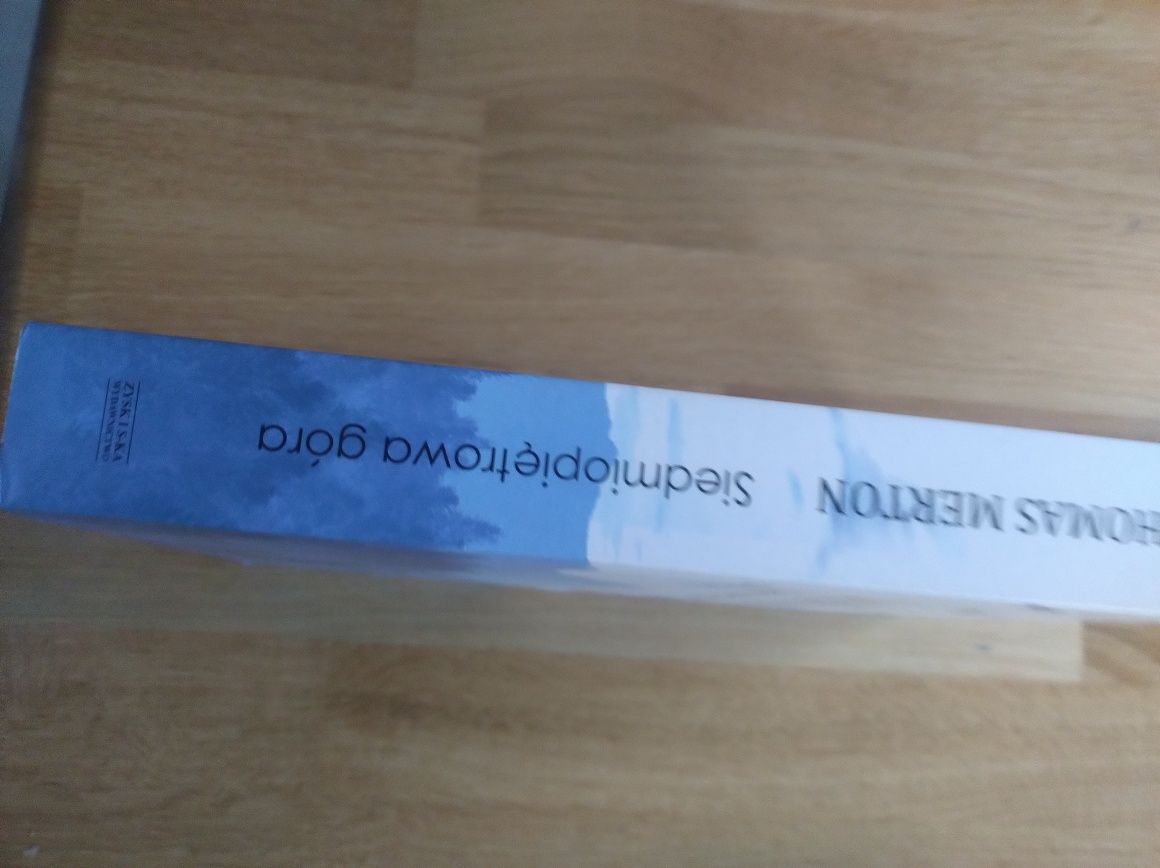 HOMAS MERTON
Siedmiopiętrowa góra
ZYSK I S-KA
WYDAWNICTWO